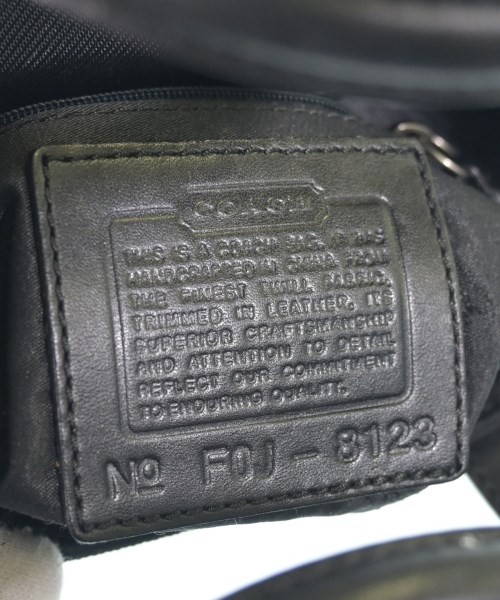 COACH
THIS IS A COACH BAG. IT WAS
HANDCRAFTED IN CHINA FROM
THE FINEST TWILL FABRIC,
TRIMMED IN LEATHER. ITS
SUPERIOR CRAFTSMANSHIP
AND ATTENTION TO DETAIL
REFLECT OUR COMMITMENT
TO ENDURING QUALITY.
No F0J - 8123